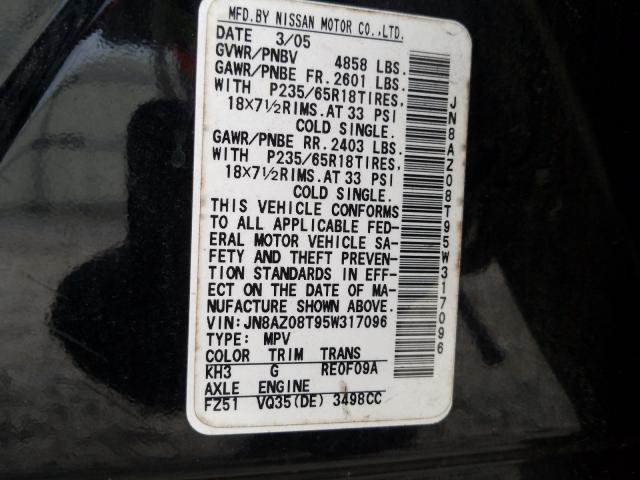 MFD.BY NISSAN MOTOR CO.,LTD.
DATE 3/05
GVWR/PNBV 4858 LBS.
GAWR/PNBE FR. 2601 LBS.
WITH P235/65R18TIRES.
18X7½RIMS.AT 33 PSI
COLD SINGLE.
GAWR/PNBE RR. 2403 LBS.
WITH P235/65R18TIRES.
18X7½RIMS.AT 33 PSI
COLD SINGLE.
THIS VEHICLE CONFORMS
TO ALL APPLICABLE FED-
ERAL MOTOR VEHICLE SA-
FETY AND THEFT PREVEN-
TION STANDARDS IN EFF-
ECT ON THE DATE OF MA-
NUFACTURE SHOWN ABOVE.
VIN:JN8AZ08T95W317096
TYPE: MPV
COLOR TRIM TRANS
KH3 G RE0F09A
AXLE ENGINE
FZ51 VQ35(DE) 3498CC
JN8AZ08T95W317096